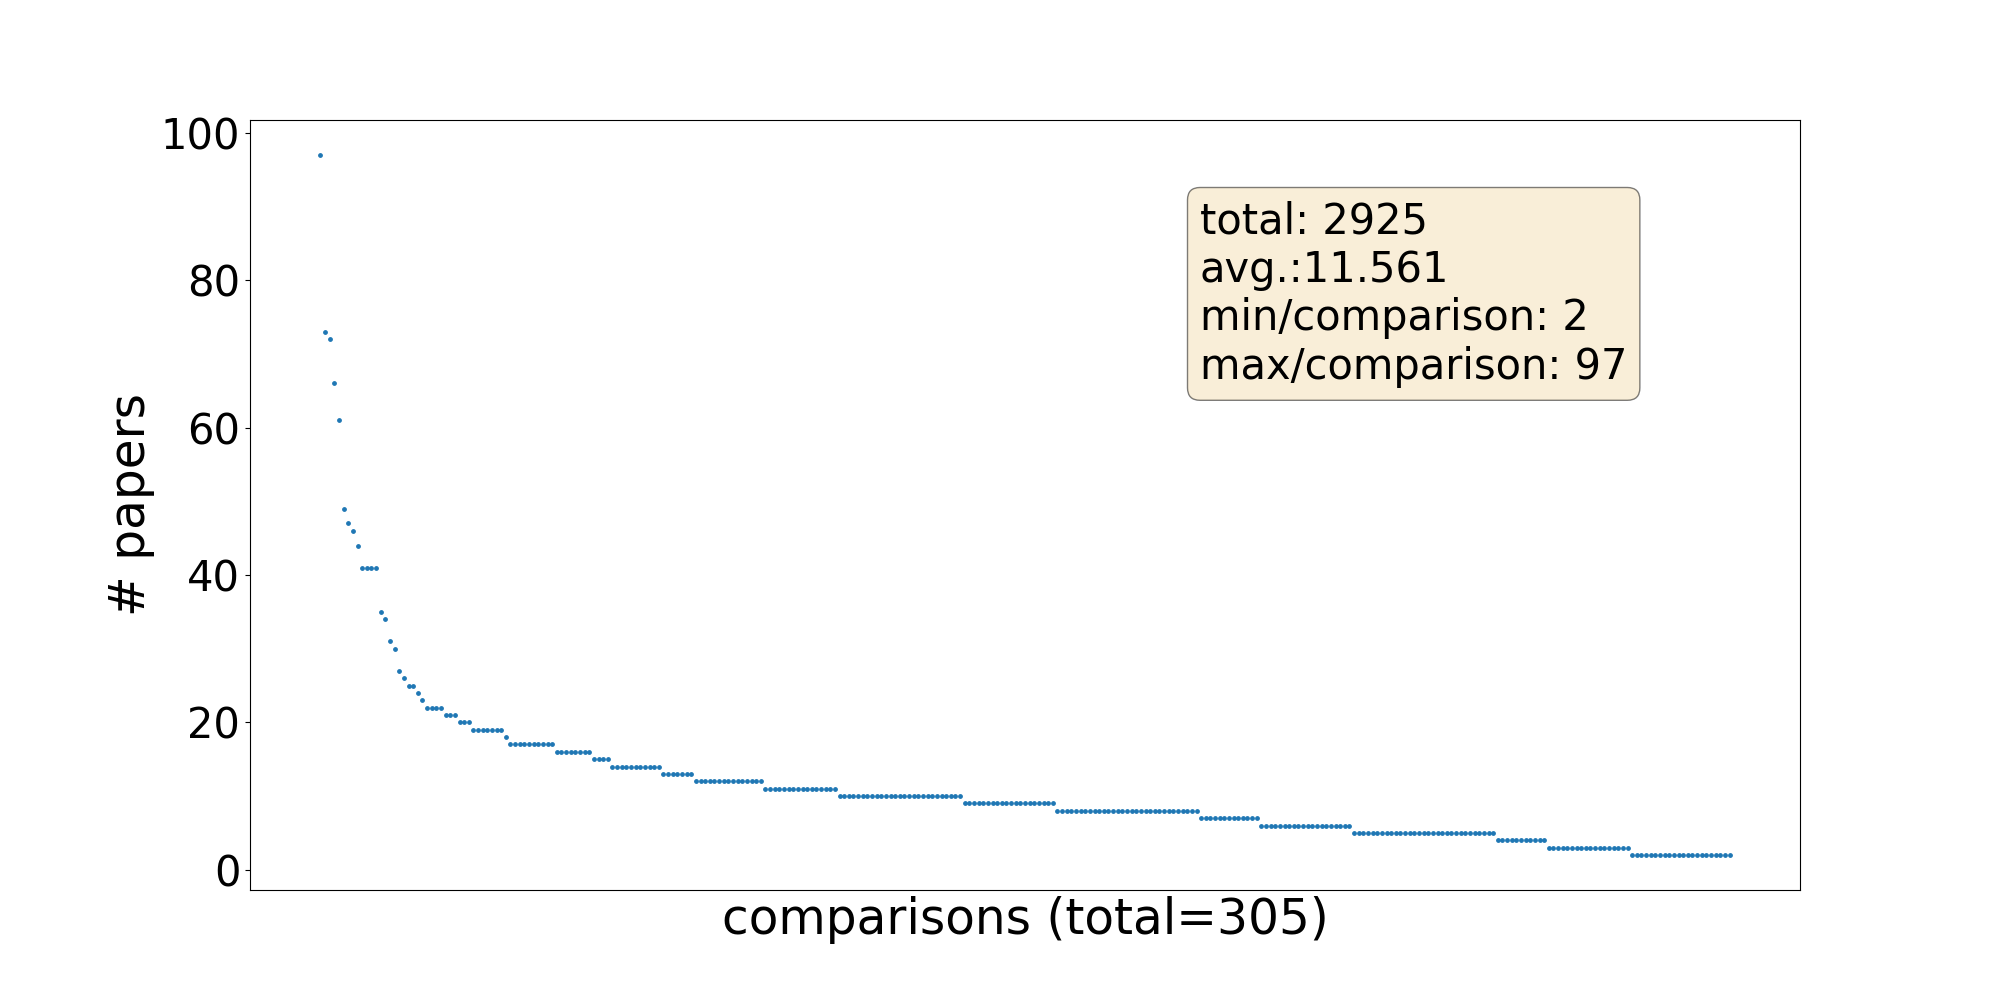 100
80
60
40
20
0
# papers
total: 2925
avg.:11.561
min/comparison: 2
max/comparison: 97
comparisons (total=305)